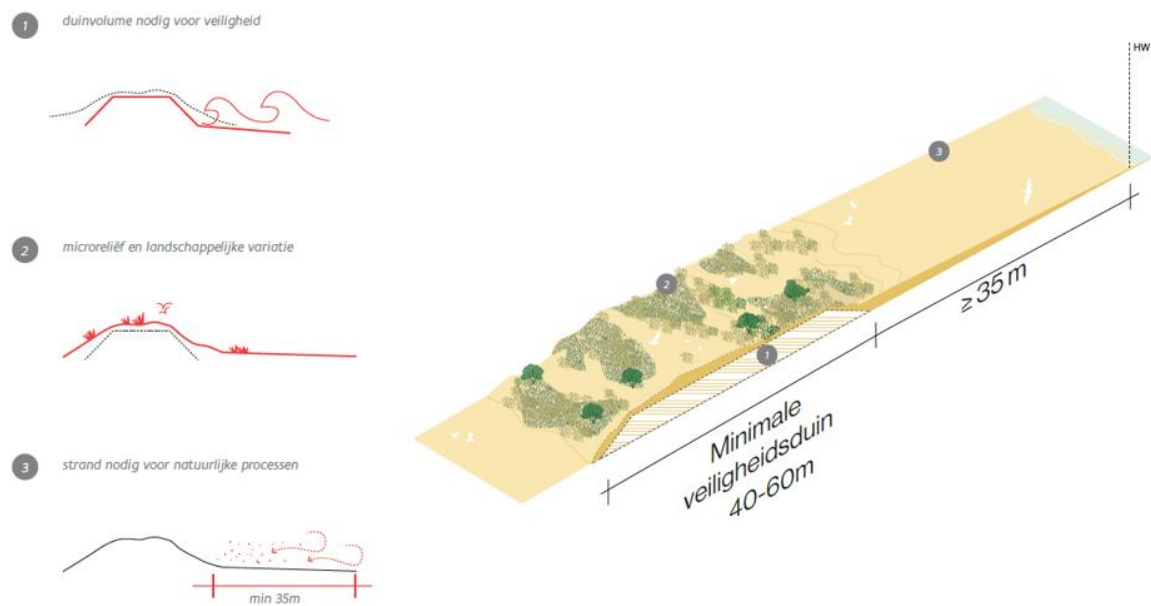 1
duinvolume nodig voor veiligheid
2
microreliëf en landschappelijke variatie
3
strand nodig voor natuurlijke processen
min 35m
HW
3
2
1
≥ 35 m
Minimale
veiligheidsduin
40-60m